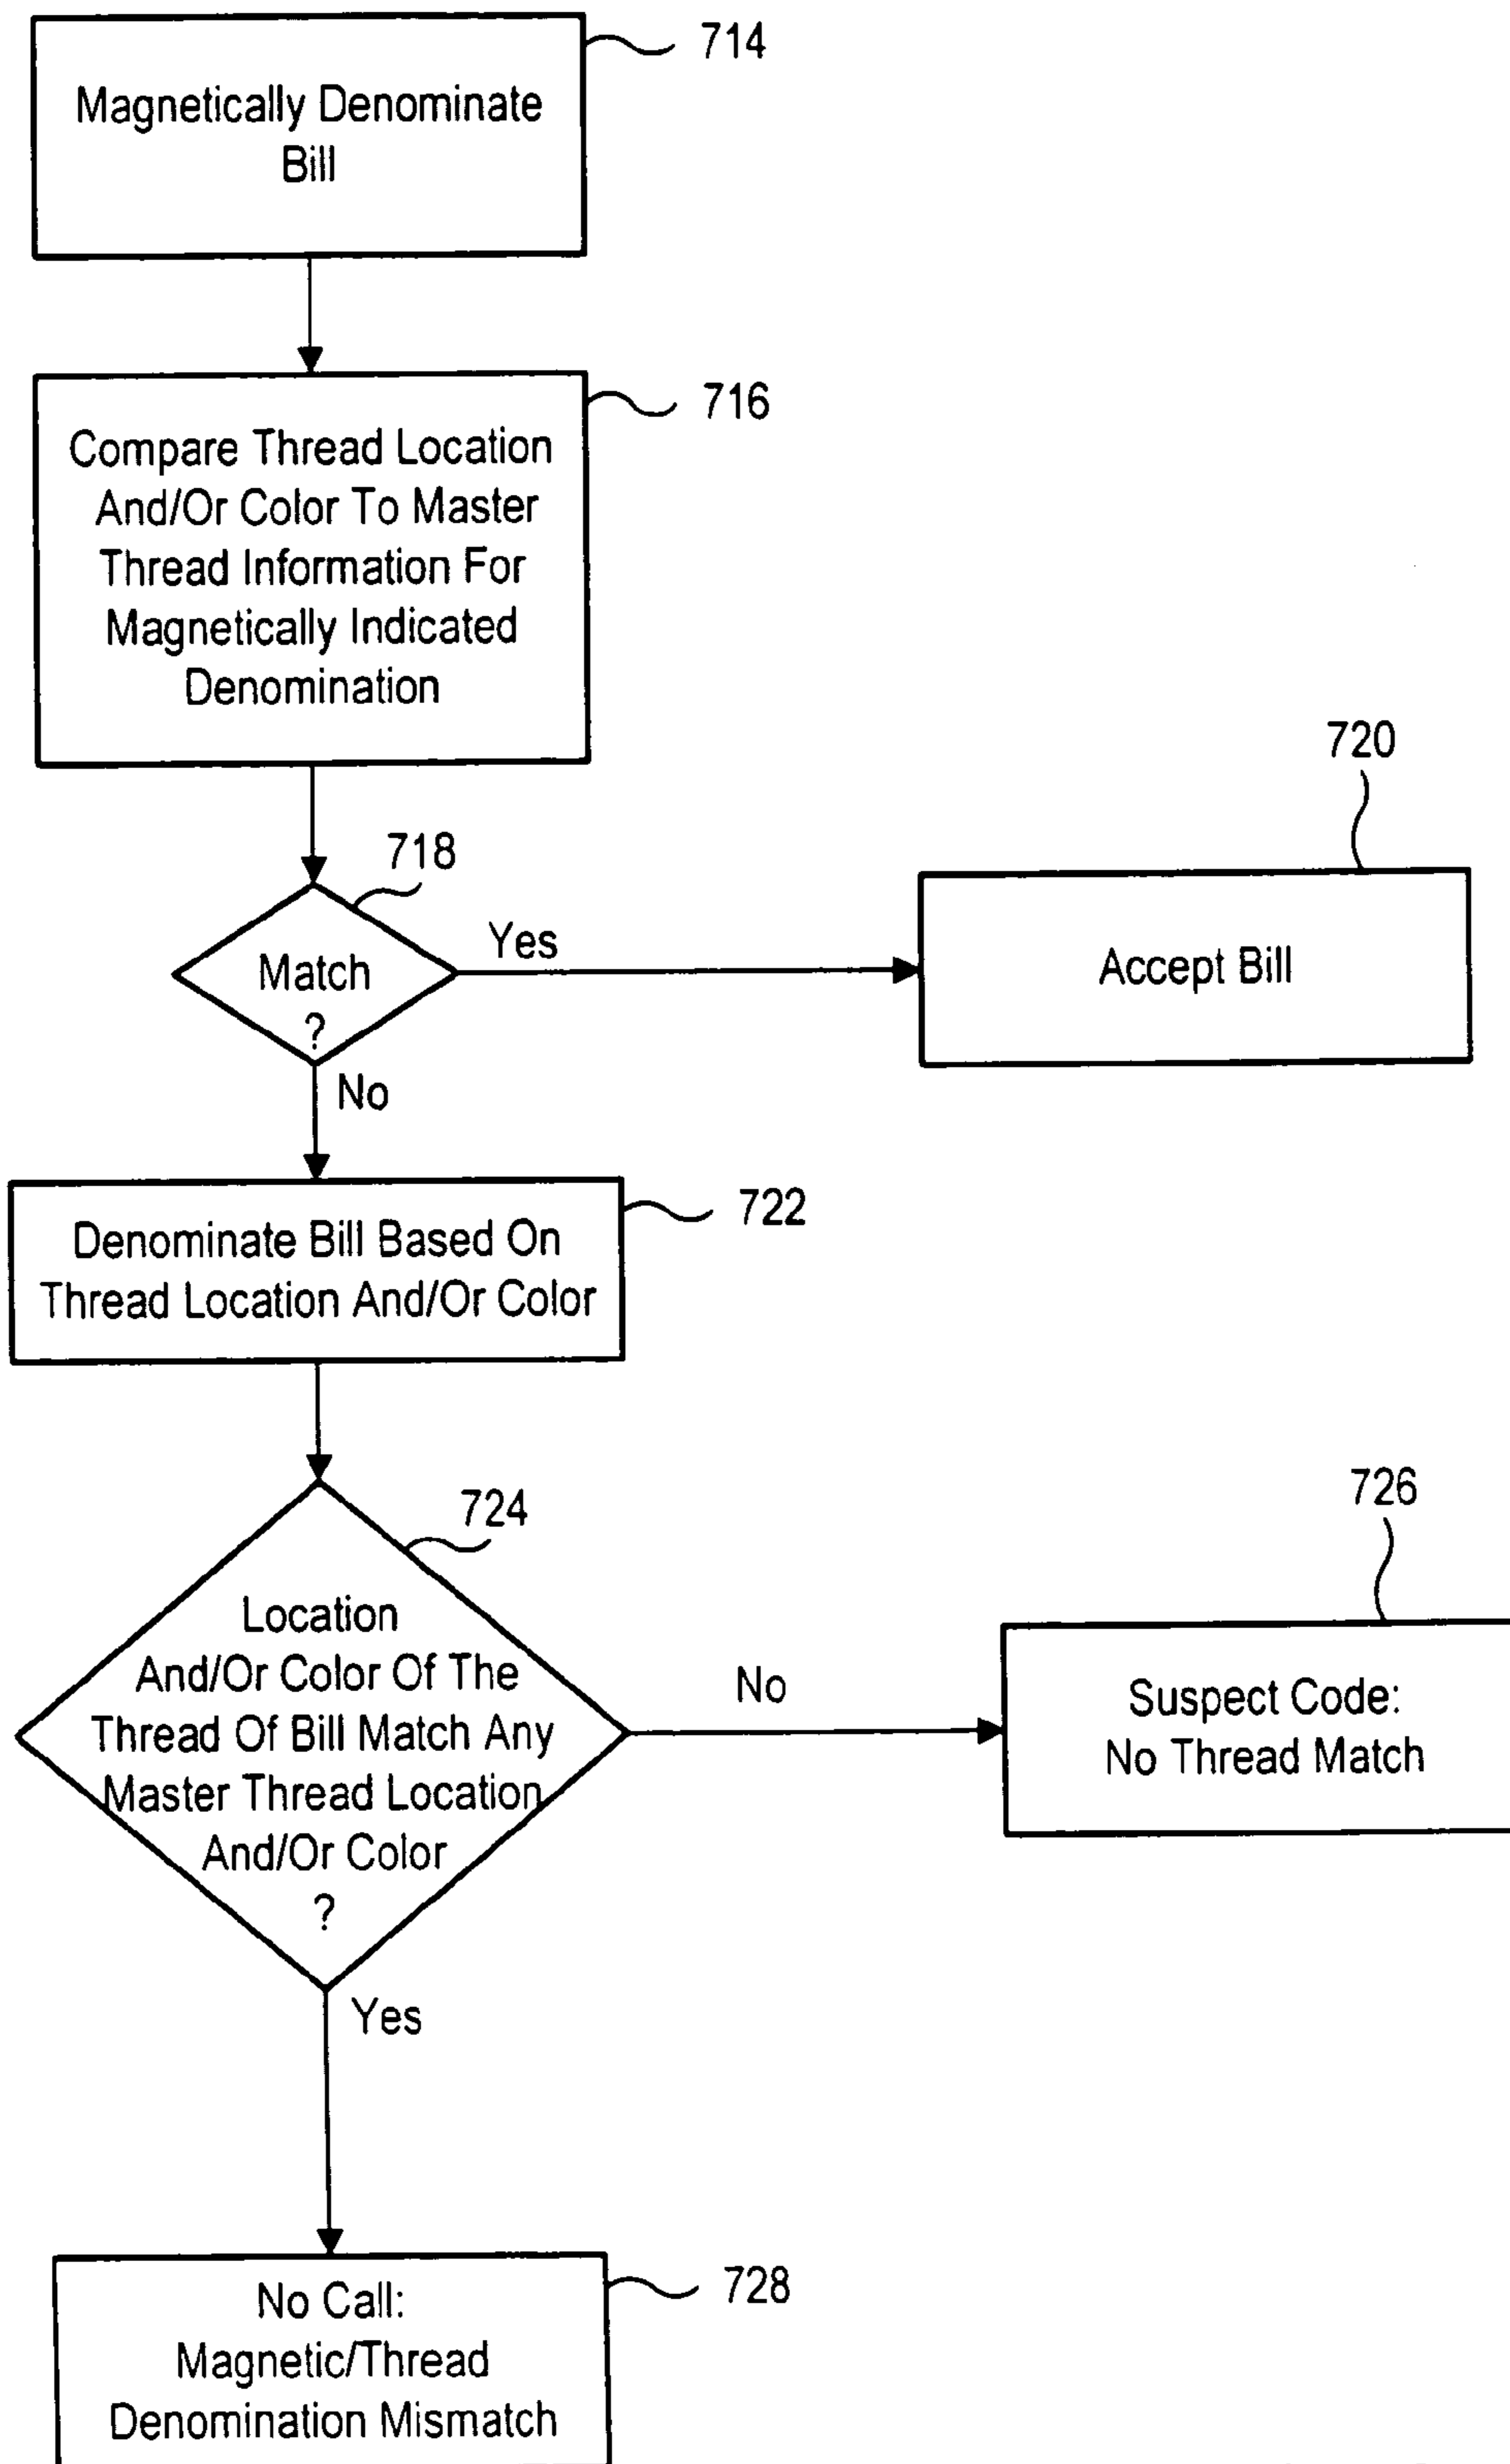 714
Magnetically Denominate
Bill
716
Compare Thread Location
And/Or Color To Master
Thread Information For
Magnetically Indicated
Denomination
718
Match
?
Yes
720
Accept Bill
No
722
Denominate Bill Based On
Thread Location And/Or Color
724
Location
And/Or Color Of The
Thread Of Bill Match Any
Master Thread Location
And/Or Color
?
No
726
Suspect Code:
No Thread Match
Yes
728
No Call:
Magnetic/Thread
Denomination Mismatch